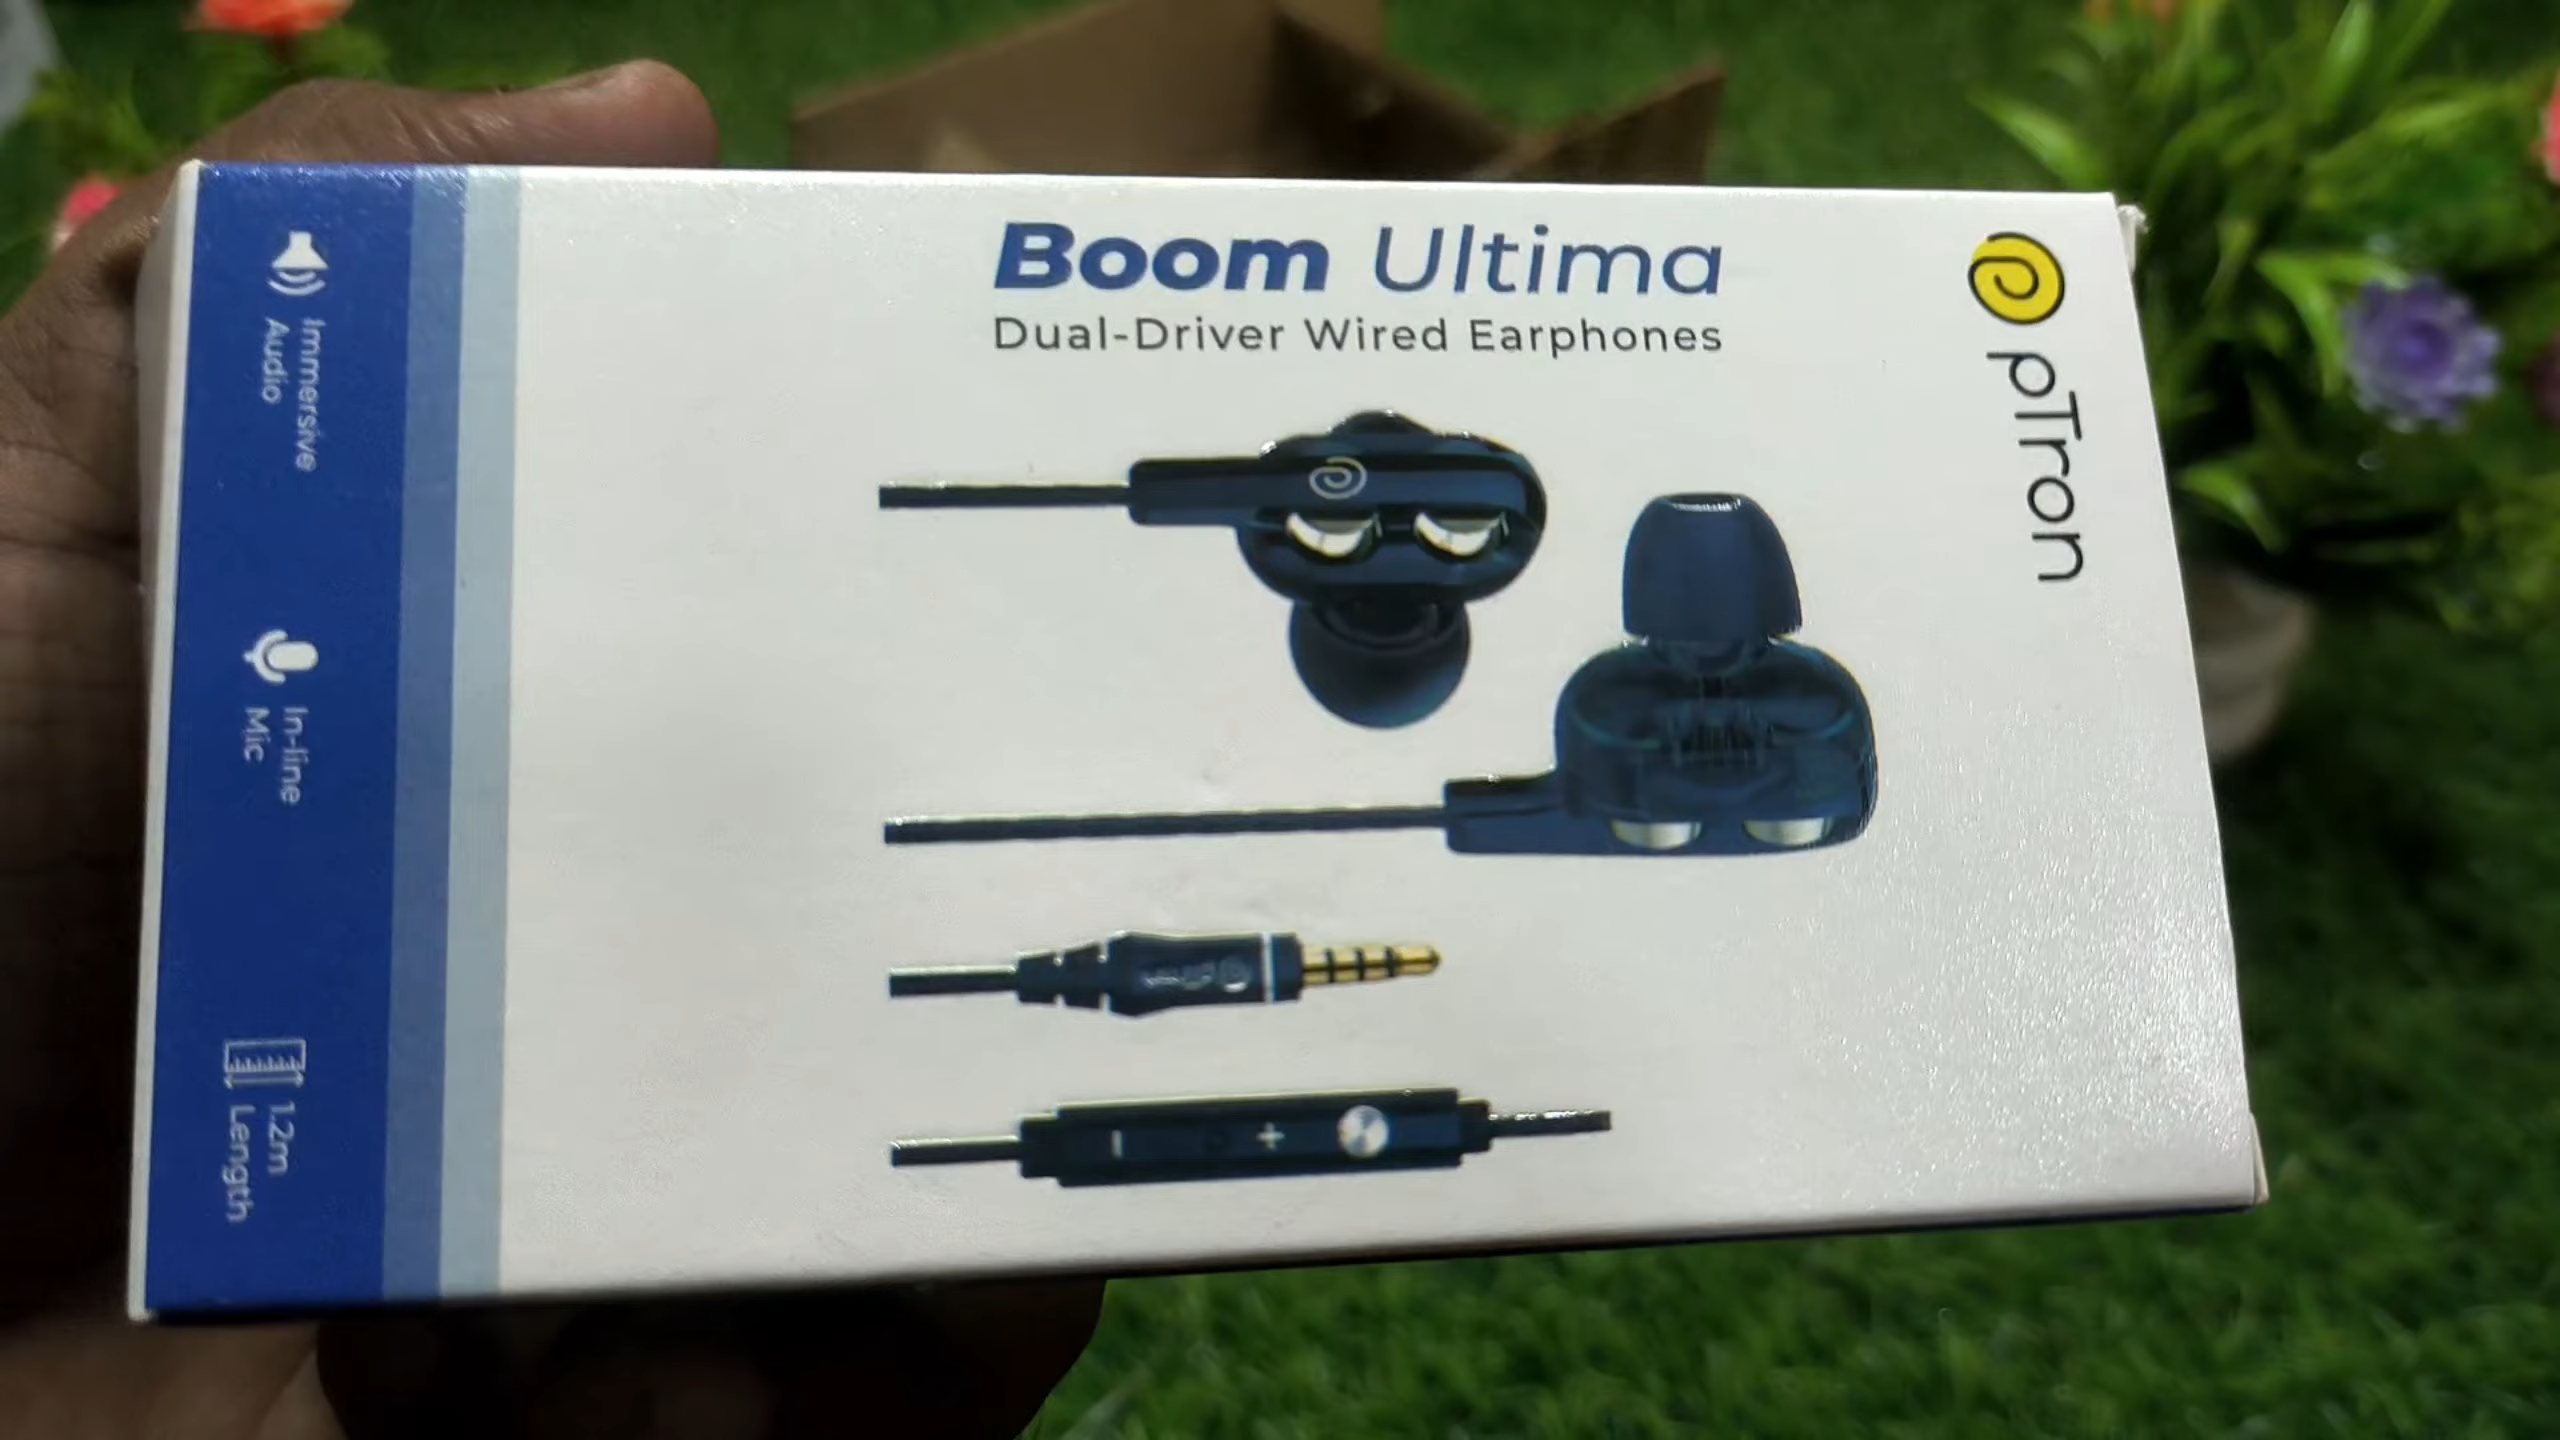 Boom Ultima
Dual-Driver Wired Earphones
pTron
Immersive
Audio
In-line
Mic
1.2m
Length
- +